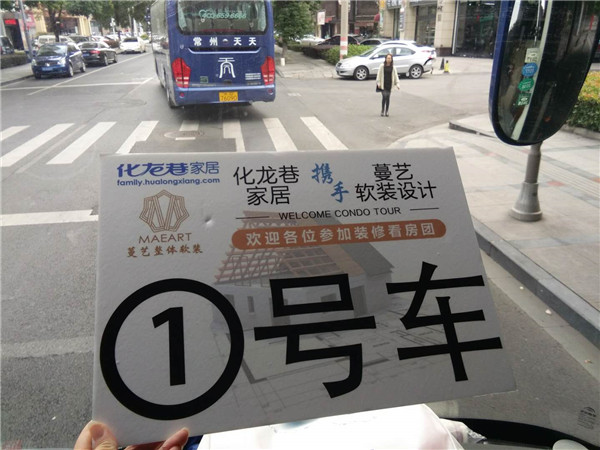 常州 天天
化龙巷家居
family.hualongxiang.com
化龙巷
家居
携手
蔓艺
软装设计
WELCOME CONDO TOUR
MAEART
蔓艺整体软装
欢迎各位参加装修看房团
①号车